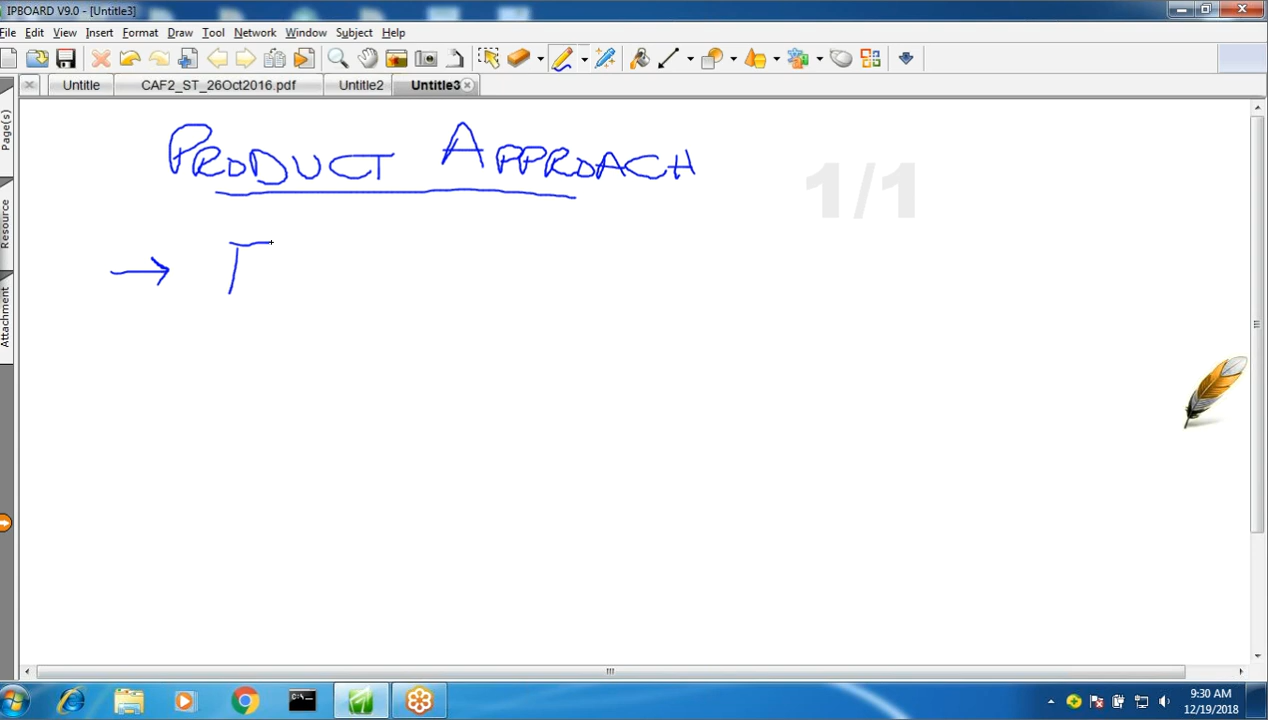 IPBOARD V9.0 - [Untitle3]
File Edit View Insert Format Draw Tool Network Window Subject Help
Untitle CAF2_ST_26Oct2016.pdf Untitle2 Untitle3
Page(s)
Resource
Attachment
PRODUCT APPROACH
1/1
→
9:30 AM
12/19/2018